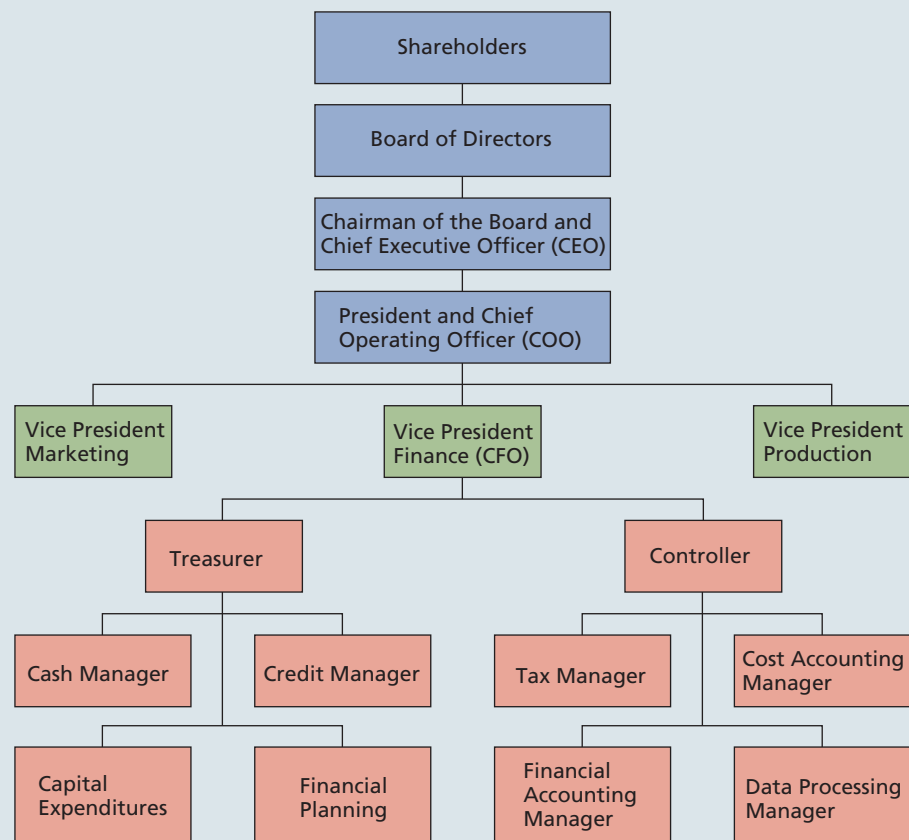 Shareholders
Board of Directors
Chairman of the Board and
Chief Executive Officer (CEO)
President and Chief
Operating Officer (COO)
Vice President
Marketing
Vice President
Finance (CFO)
Vice President
Production
Treasurer
Controller
Cash Manager
Credit Manager
Tax Manager
Cost Accounting
Manager
Capital
Expenditures
Financial
Planning
Financial
Accounting
Manager
Data Processing
Manager